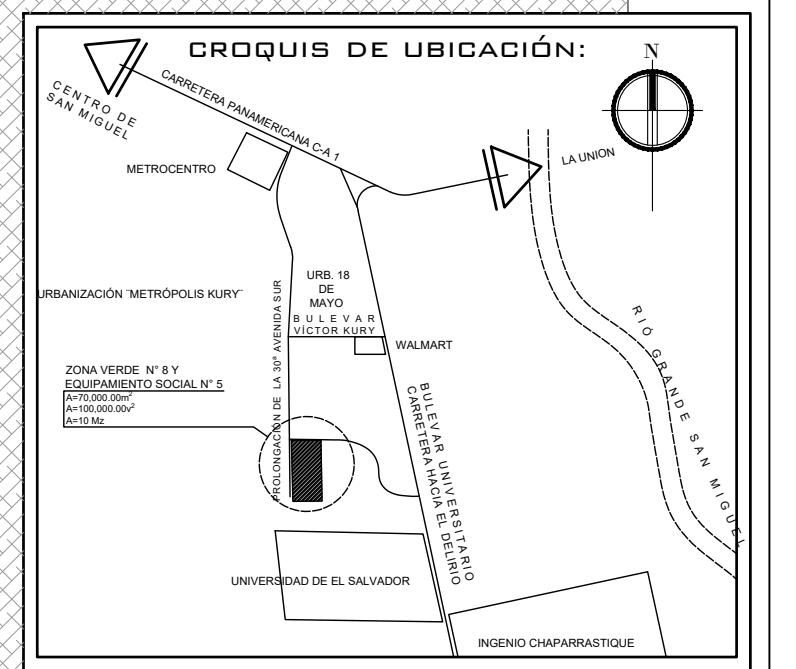 CROQUIS DE UBICACIÓN:
N
CENTRO DE
SAN MIGUEL
CARRETERA PANAMERICANA C-A 1
METROCENTRO
LA UNION
URB. 18
DE
MAYO
BULEVAR
VÍCTOR KURY
URBANIZACIÓN ¨METRÓPOLIS KURY¨
WALMART
PROLONGACIÓN DE LA 30ª AVENIDA SUR
ZONA VERDE N° 8 Y
EQUIPAMIENTO SOCIAL N° 5
A=70,000.00m²
A=100,000.00v²
A=10 Mz
BULEVAR UNIVERSITARIO
CARRETERA HACIA EL DELIRIO
RIÓ GRANDE SAN MIGUEL
UNIVERSIDAD DE EL SALVADOR
INGENIO CHAPARRASTIQUE